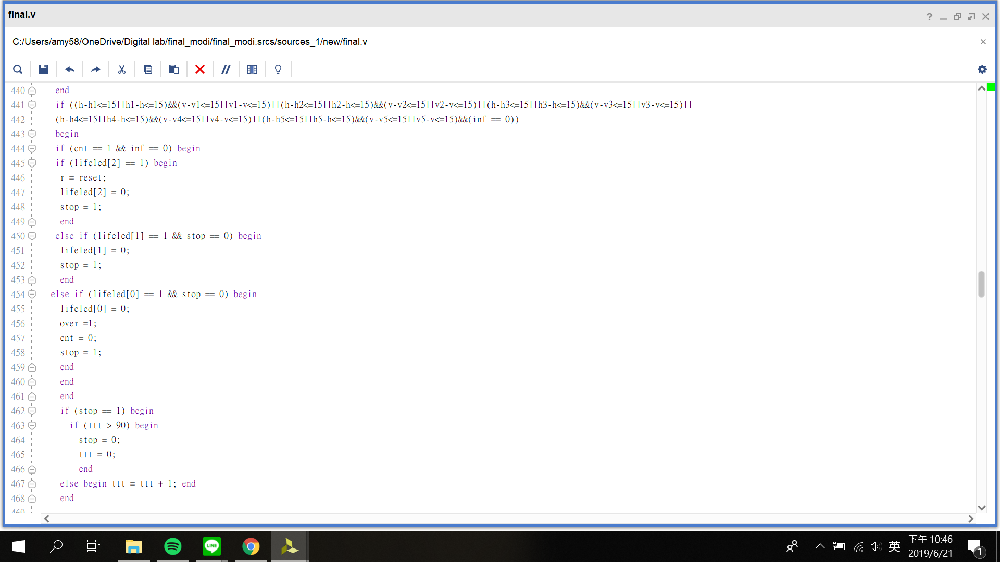 final.v
C:/Users/amy58/OneDrive/Digital lab/final_modi/final_modi.srcs/sources_1/new/final.v
440 end
441 if ((h-h1<=15||h1-h<=15)&&(v-v1<=15||v1-v<=15)||(h-h2<=15||h2-h<=15)&&(v-v2<=15||v2-v<=15)||(h-h3<=15||h3-h<=15)&&(v-v3<=15||v3-v<=15)||
442 (h-h4<=15||h4-h<=15)&&(v-v4<=15||v4-v<=15)||(h-h5<=15||h5-h<=15)&&(v-v5<=15||v5-v<=15)&&(inf == 0))
443 begin
444 if (cnt == 1 && inf == 0) begin
445 if (lifeled[2] == 1) begin
446 r = reset;
447 lifeled[2] = 0;
448 stop = 1;
449 end
450 else if (lifeled[1] == 1 && stop == 0) begin
451 lifeled[1] = 0;
452 stop = 1;
453 end
454 else if (lifeled[0] == 1 && stop == 0) begin
455 lifeled[0] = 0;
456 over =1;
457 cnt = 0;
458 stop = 1;
459 end
460 end
461 end
462 if (stop == 1) begin
463 if (ttt > 90) begin
464 stop = 0;
465 ttt = 0;
466 end
467 else begin ttt = ttt + 1; end
468 end
469
LINE
英
下午 10:46
2019/6/21
1